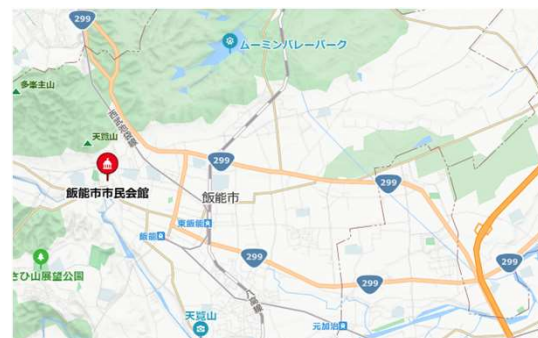 299
ムーミンバレーパーク
多峯主山
天覧山
299
飯能市市民会館
飯能市
299
東飯能
飯能
299
さひ山展望公園
299
天覧山
元加治